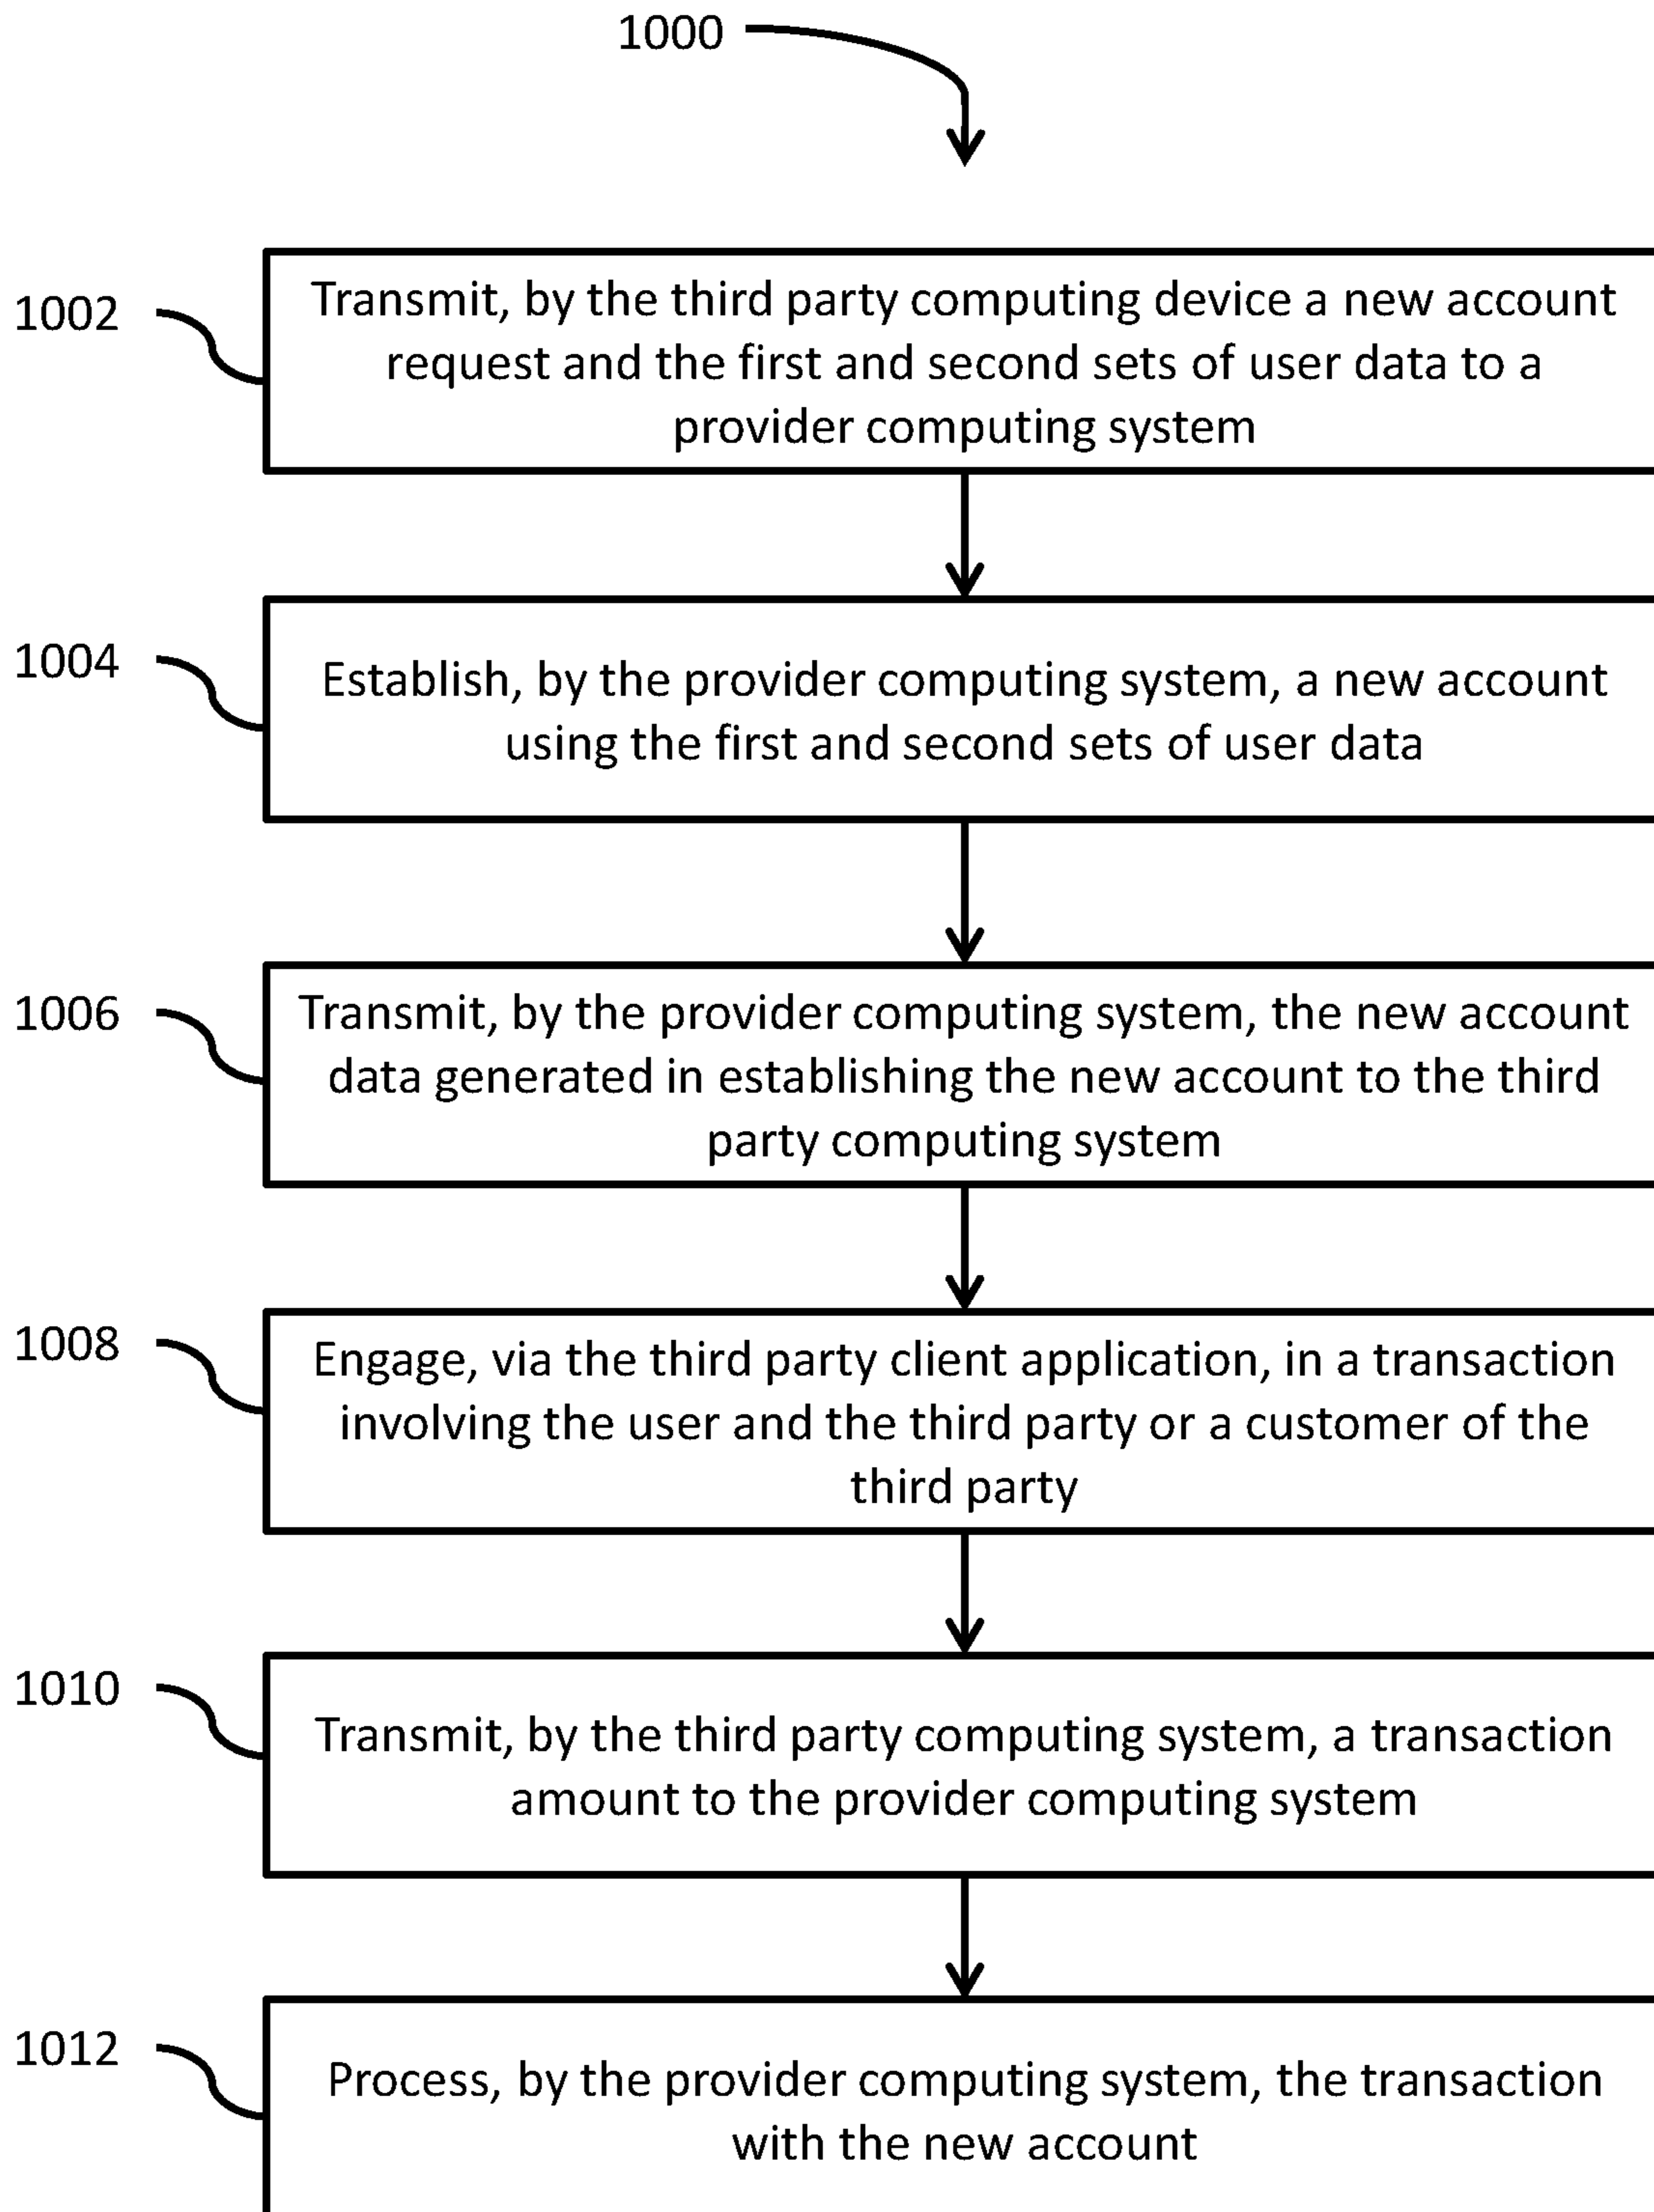 1000
1002
Transmit, by the third party computing device a new account
request and the first and second sets of user data to a
provider computing system
1004
Establish, by the provider computing system, a new account
using the first and second sets of user data
1006
Transmit, by the provider computing system, the new account
data generated in establishing the new account to the third
party computing system
1008
Engage, via the third party client application, in a transaction
involving the user and the third party or a customer of the
third party
1010
Transmit, by the third party computing system, a transaction
amount to the provider computing system
1012
Process, by the provider computing system, the transaction
with the new account